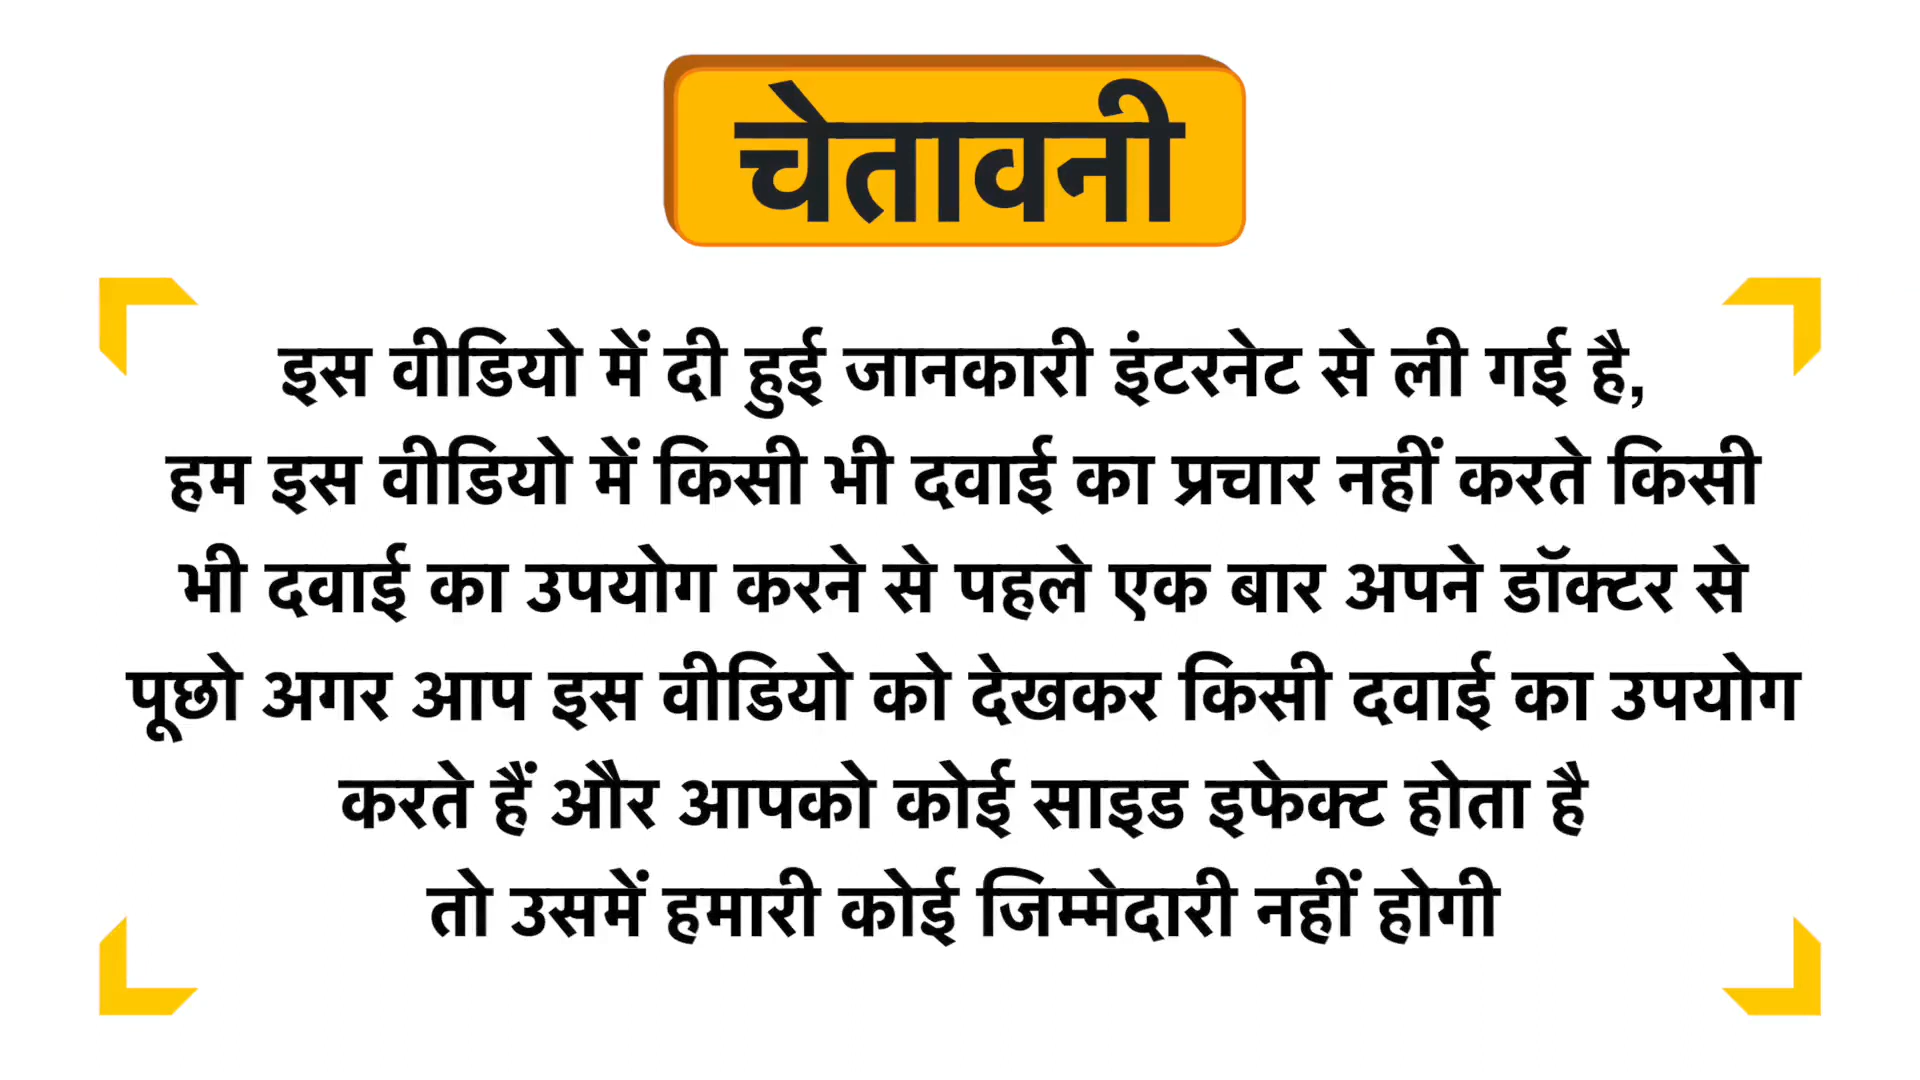 चेतावनी
इस वीडियो में दी हुई जानकारी इंटरनेट से ली गई है,
हम इस वीडियो में किसी भी दवाई का प्रचार नहीं करते किसी
भी दवाई का उपयोग करने से पहले एक बार अपने डॉक्टर से
पूछो अगर आप इस वीडियो को देखकर किसी दवाई का उपयोग
करते हैं और आपको कोई साइड इफेक्ट होता है
तो उसमें हमारी कोई जिम्मेदारी नहीं होगी